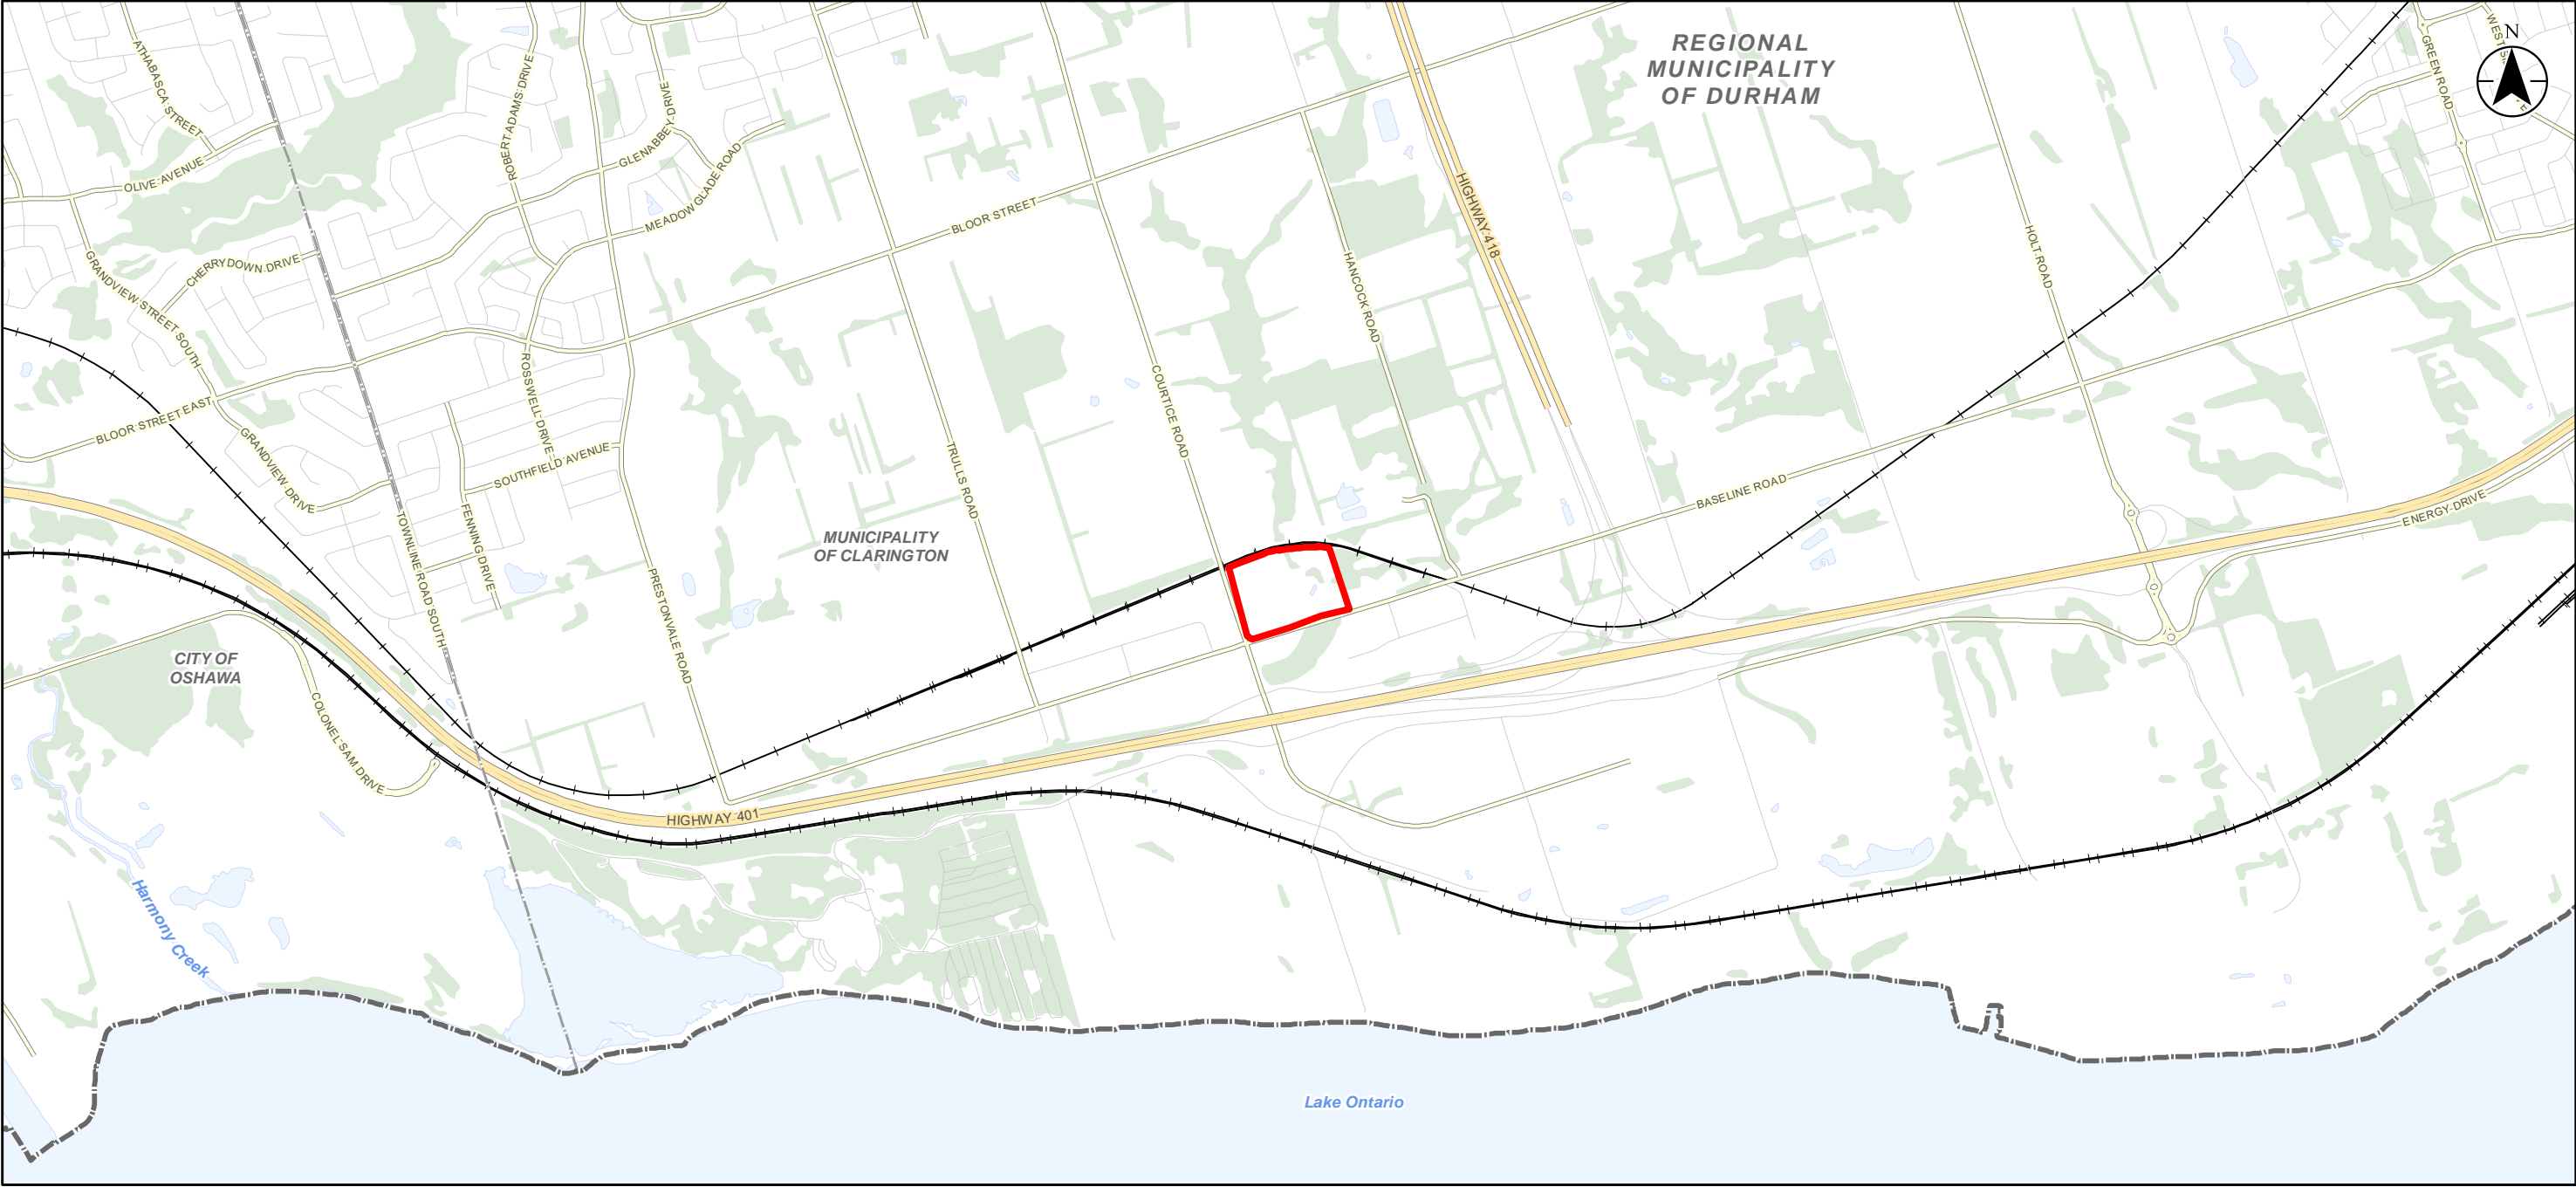 REGIONAL
MUNICIPALITY
OF DURHAM
N
ATHABASCA STREET
OLIVE AVENUE
ROBERT ADAMS DRIVE
GLENABBEY DRIVE
MEADOW GLADE ROAD
BLOOR STREET
HIGHWAY 418
GREEN ROAD
GRANDVIEW STREET SOUTH
CHERRYDOWN DRIVE
HANCOCK ROAD
HOLT ROAD
BLOOR STREET EAST
GRANDVIEW DRIVE
ROSSWELL DRIVE
SOUTHFIELD AVENUE
COURTICE ROAD
TRULLS ROAD
BASELINE ROAD
ENERGY DRIVE
TOWNLINE ROAD SOUTH
FENNING DRIVE
PRESTONVALE ROAD
MUNICIPALITY
OF CLARINGTON
CITY OF
OSHAWA
COLONEL SAM DRIVE
HIGHWAY 401
Harmony Creek
Lake Ontario